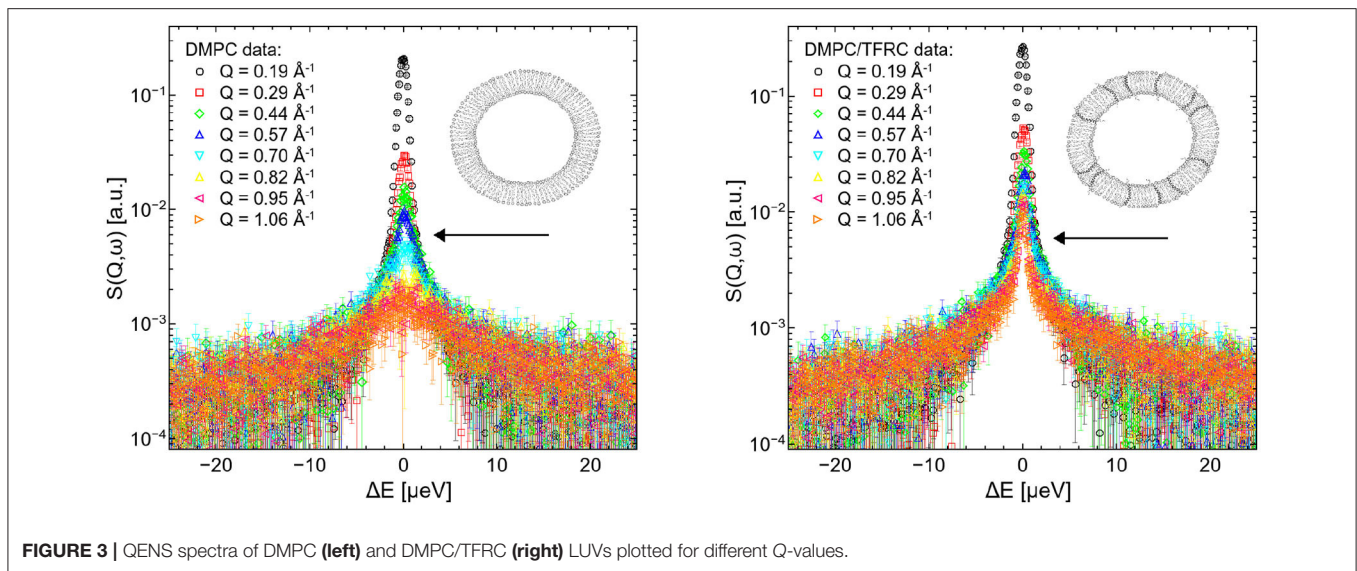 DMPC data:
Q = 0.19 Å⁻¹
Q = 0.29 Å⁻¹
Q = 0.44 Å⁻¹
Q = 0.57 Å⁻¹
Q = 0.70 Å⁻¹
Q = 0.82 Å⁻¹
Q = 0.95 Å⁻¹
Q = 1.06 Å⁻¹
S(Q,ω) [a.u.]
10⁻¹
10⁻²
10⁻³
10⁻⁴
−20 −10 0 10 20
ΔE [µeV]
DMPC/TFRC data:
Q = 0.19 Å⁻¹
Q = 0.29 Å⁻¹
Q = 0.44 Å⁻¹
Q = 0.57 Å⁻¹
Q = 0.70 Å⁻¹
Q = 0.82 Å⁻¹
Q = 0.95 Å⁻¹
Q = 1.06 Å⁻¹
S(Q,ω) [a.u.]
10⁻¹
10⁻²
10⁻³
10⁻⁴
−20 −10 0 10 20
ΔE [µeV]
FIGURE 3 | QENS spectra of DMPC (left) and DMPC/TFRC (right) LUVs plotted for different Q-values.